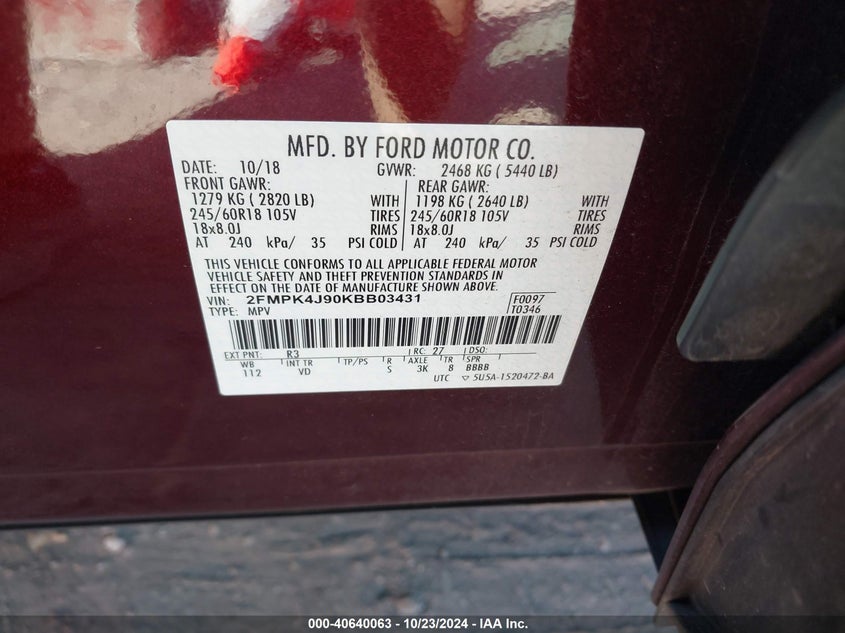 MFD. BY FORD MOTOR CO.
DATE: 10/18 GVWR: 2468 KG ( 5440 LB)
FRONT GAWR: REAR GAWR:
1279 KG ( 2820 LB) WITH 1198 KG ( 2640 LB) WITH
245/60R18 105V TIRES 245/60R18 105V TIRES
18x8.0J RIMS 18x8.0J RIMS
AT 240 kPa/ 35 PSI COLD AT 240 kPa/ 35 PSI COLD
THIS VEHICLE CONFORMS TO ALL APPLICABLE FEDERAL MOTOR
VEHICLE SAFETY AND THEFT PREVENTION STANDARDS IN
EFFECT ON THE DATE OF MANUFACTURE SHOWN ABOVE.
VIN: 2FMPK4J90KBB03431 F0097
TYPE: MPV T0346
EXT PNT: R3 RC: 27 DSO:
WB INT TR TP/PS R AXLE TR SPR
112 VD S 3K 8 BBBB
UTC ▽ 5U5A-1520472-BA
000-40640063 - 10/23/2024 - IAA Inc.